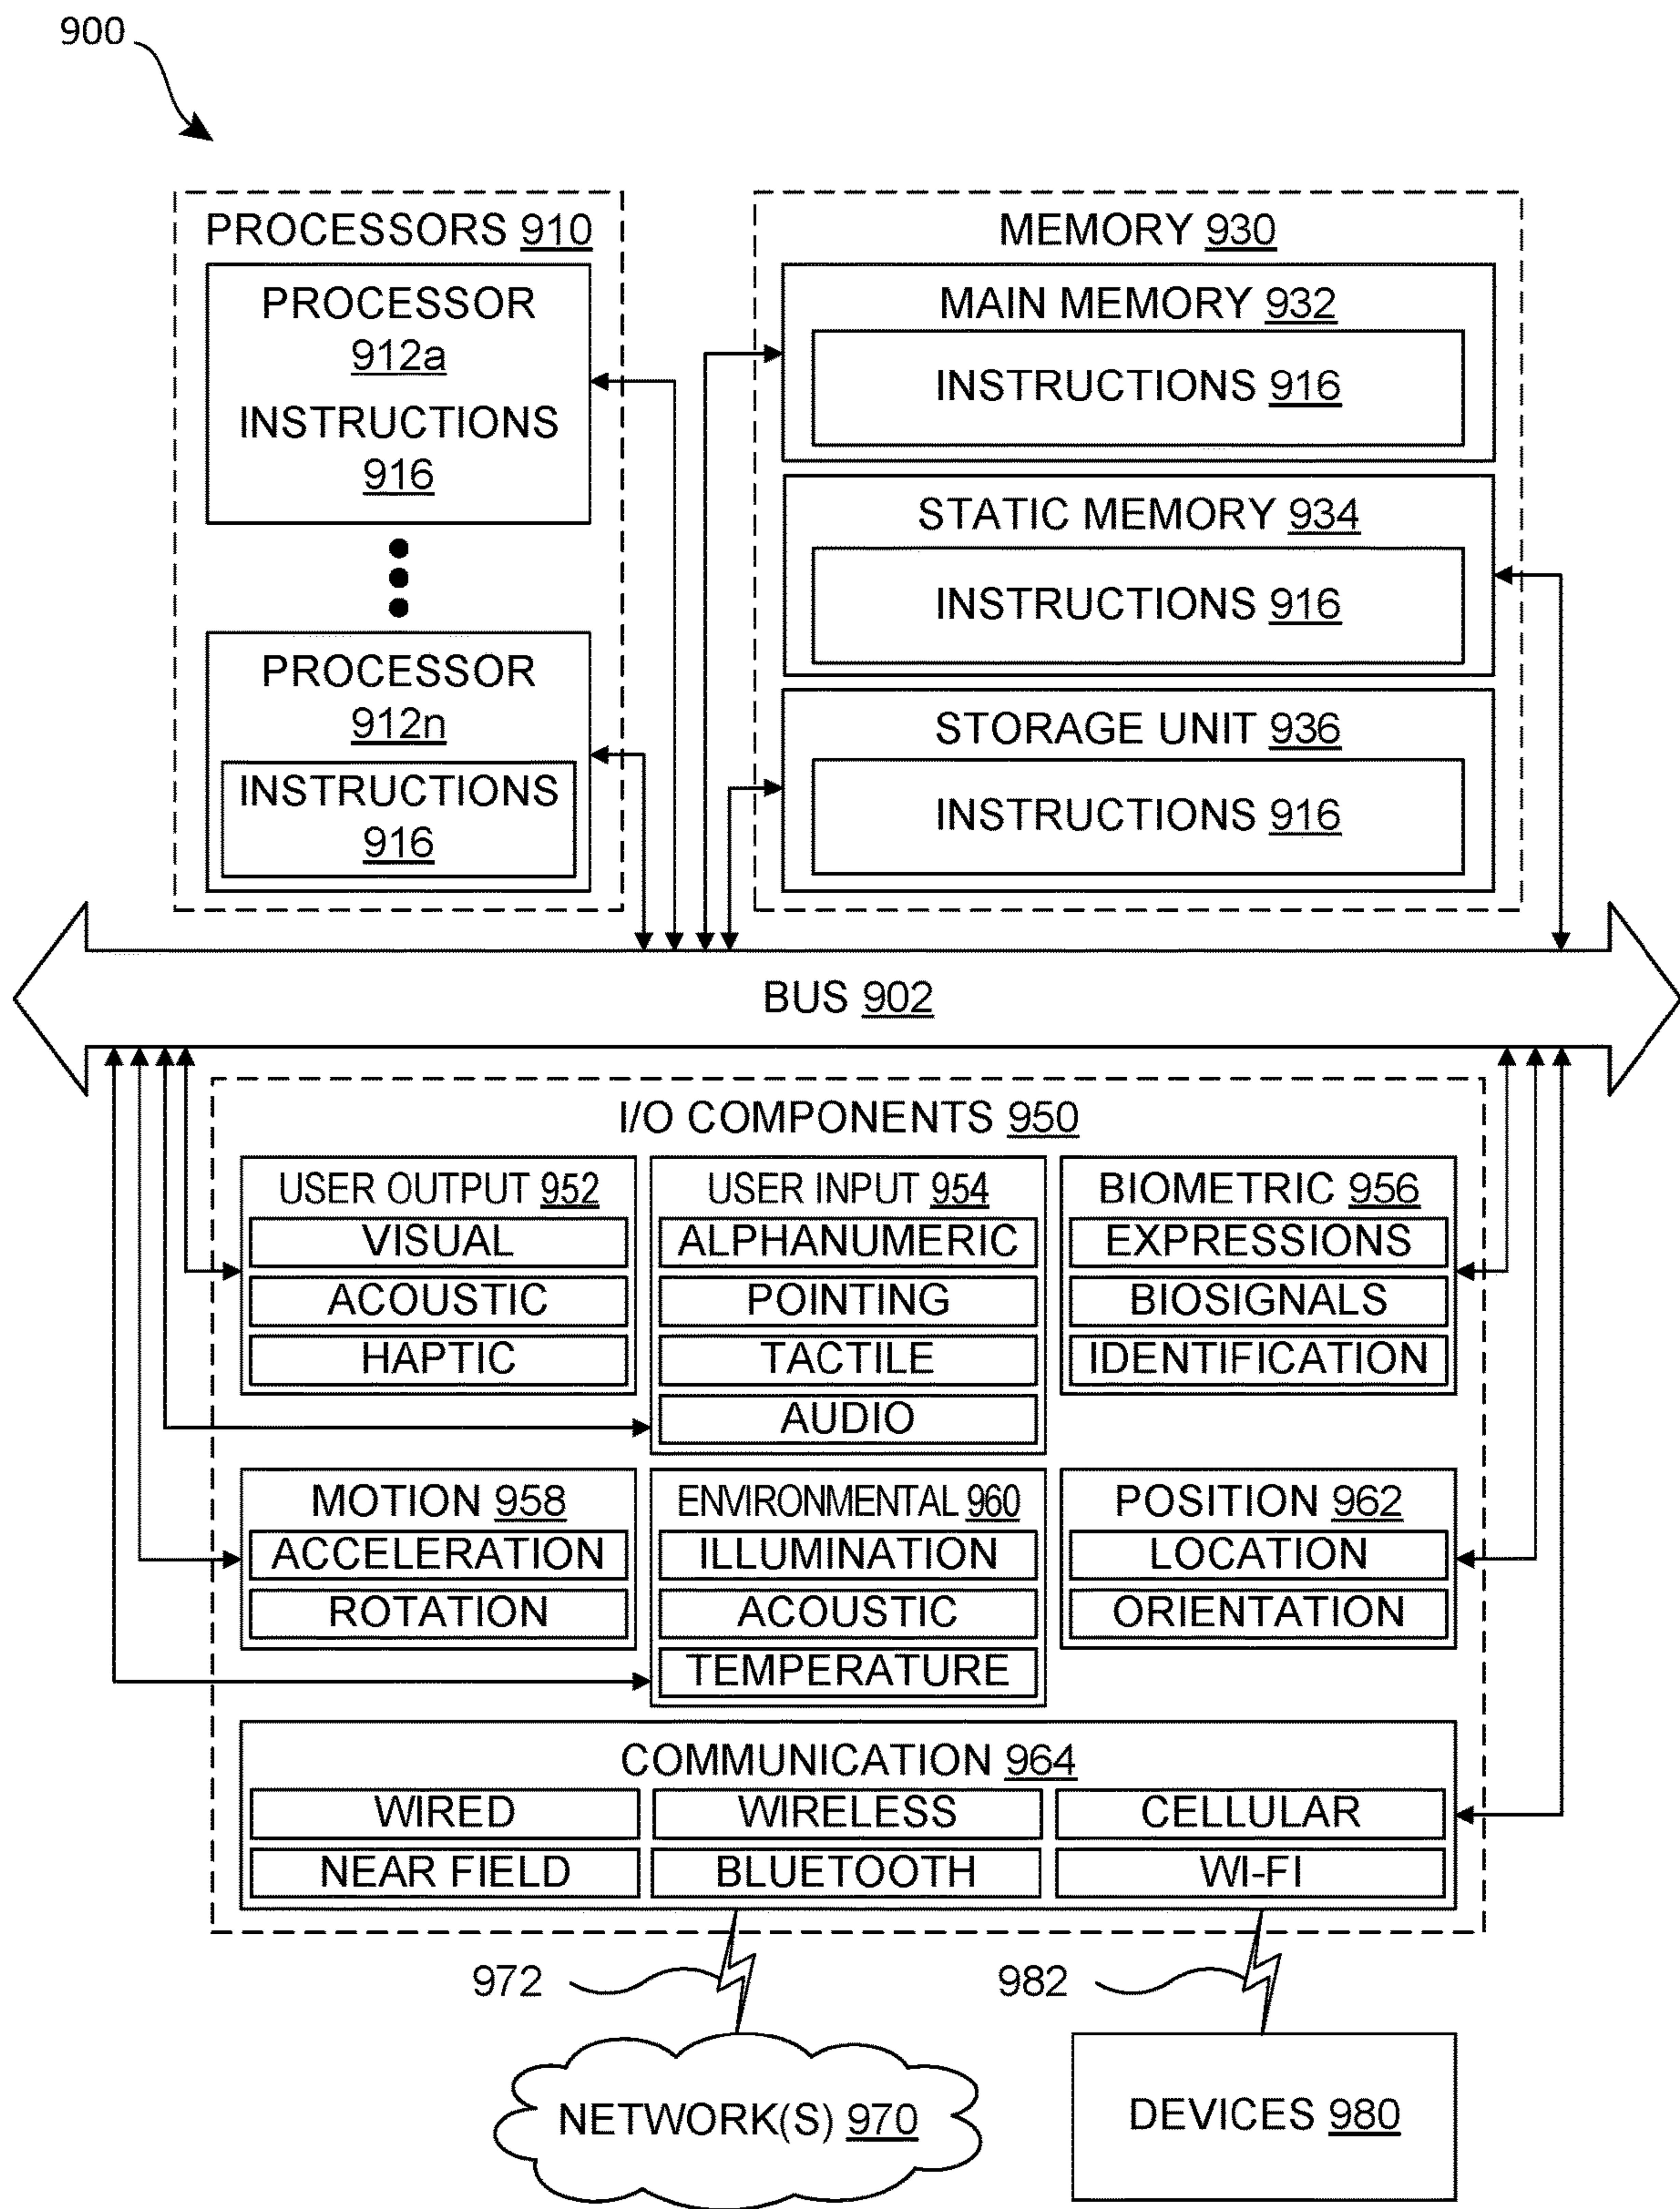 900
PROCESSORS 910
PROCESSOR
912a
INSTRUCTIONS
916
PROCESSOR
912n
INSTRUCTIONS
916
MEMORY 930
MAIN MEMORY 932
INSTRUCTIONS 916
STATIC MEMORY 934
INSTRUCTIONS 916
STORAGE UNIT 936
INSTRUCTIONS 916
BUS 902
I/O COMPONENTS 950
USER OUTPUT 952
VISUAL
ACOUSTIC
HAPTIC
USER INPUT 954
ALPHANUMERIC
POINTING
TACTILE
AUDIO
BIOMETRIC 956
EXPRESSIONS
BIOSIGNALS
IDENTIFICATION
MOTION 958
ACCELERATION
ROTATION
ENVIRONMENTAL 960
ILLUMINATION
ACOUSTIC
TEMPERATURE
POSITION 962
LOCATION
ORIENTATION
COMMUNICATION 964
WIRED
WIRELESS
CELLULAR
NEAR FIELD
BLUETOOTH
WI-FI
972
982
NETWORK(S) 970
DEVICES 980